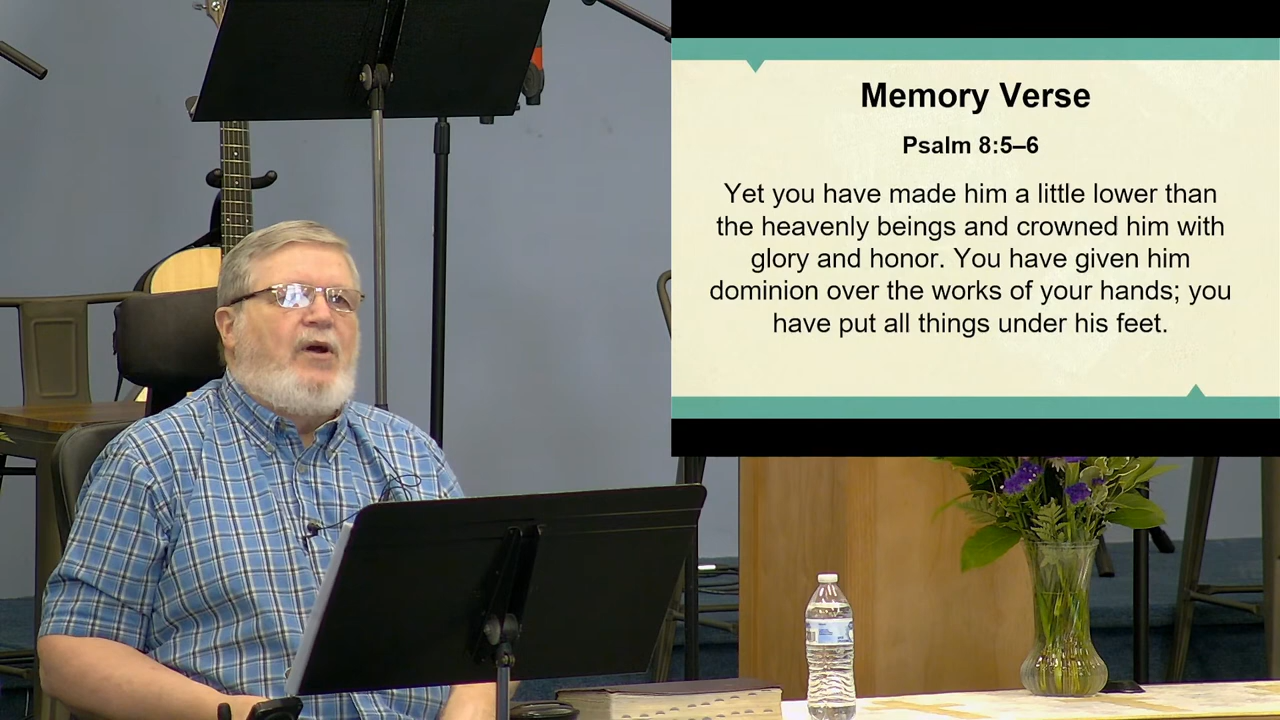 Memory Verse
Psalm 8:5–6
Yet you have made him a little lower than
the heavenly beings and crowned him with
glory and honor. You have given him
dominion over the works of your hands; you
have put all things under his feet.